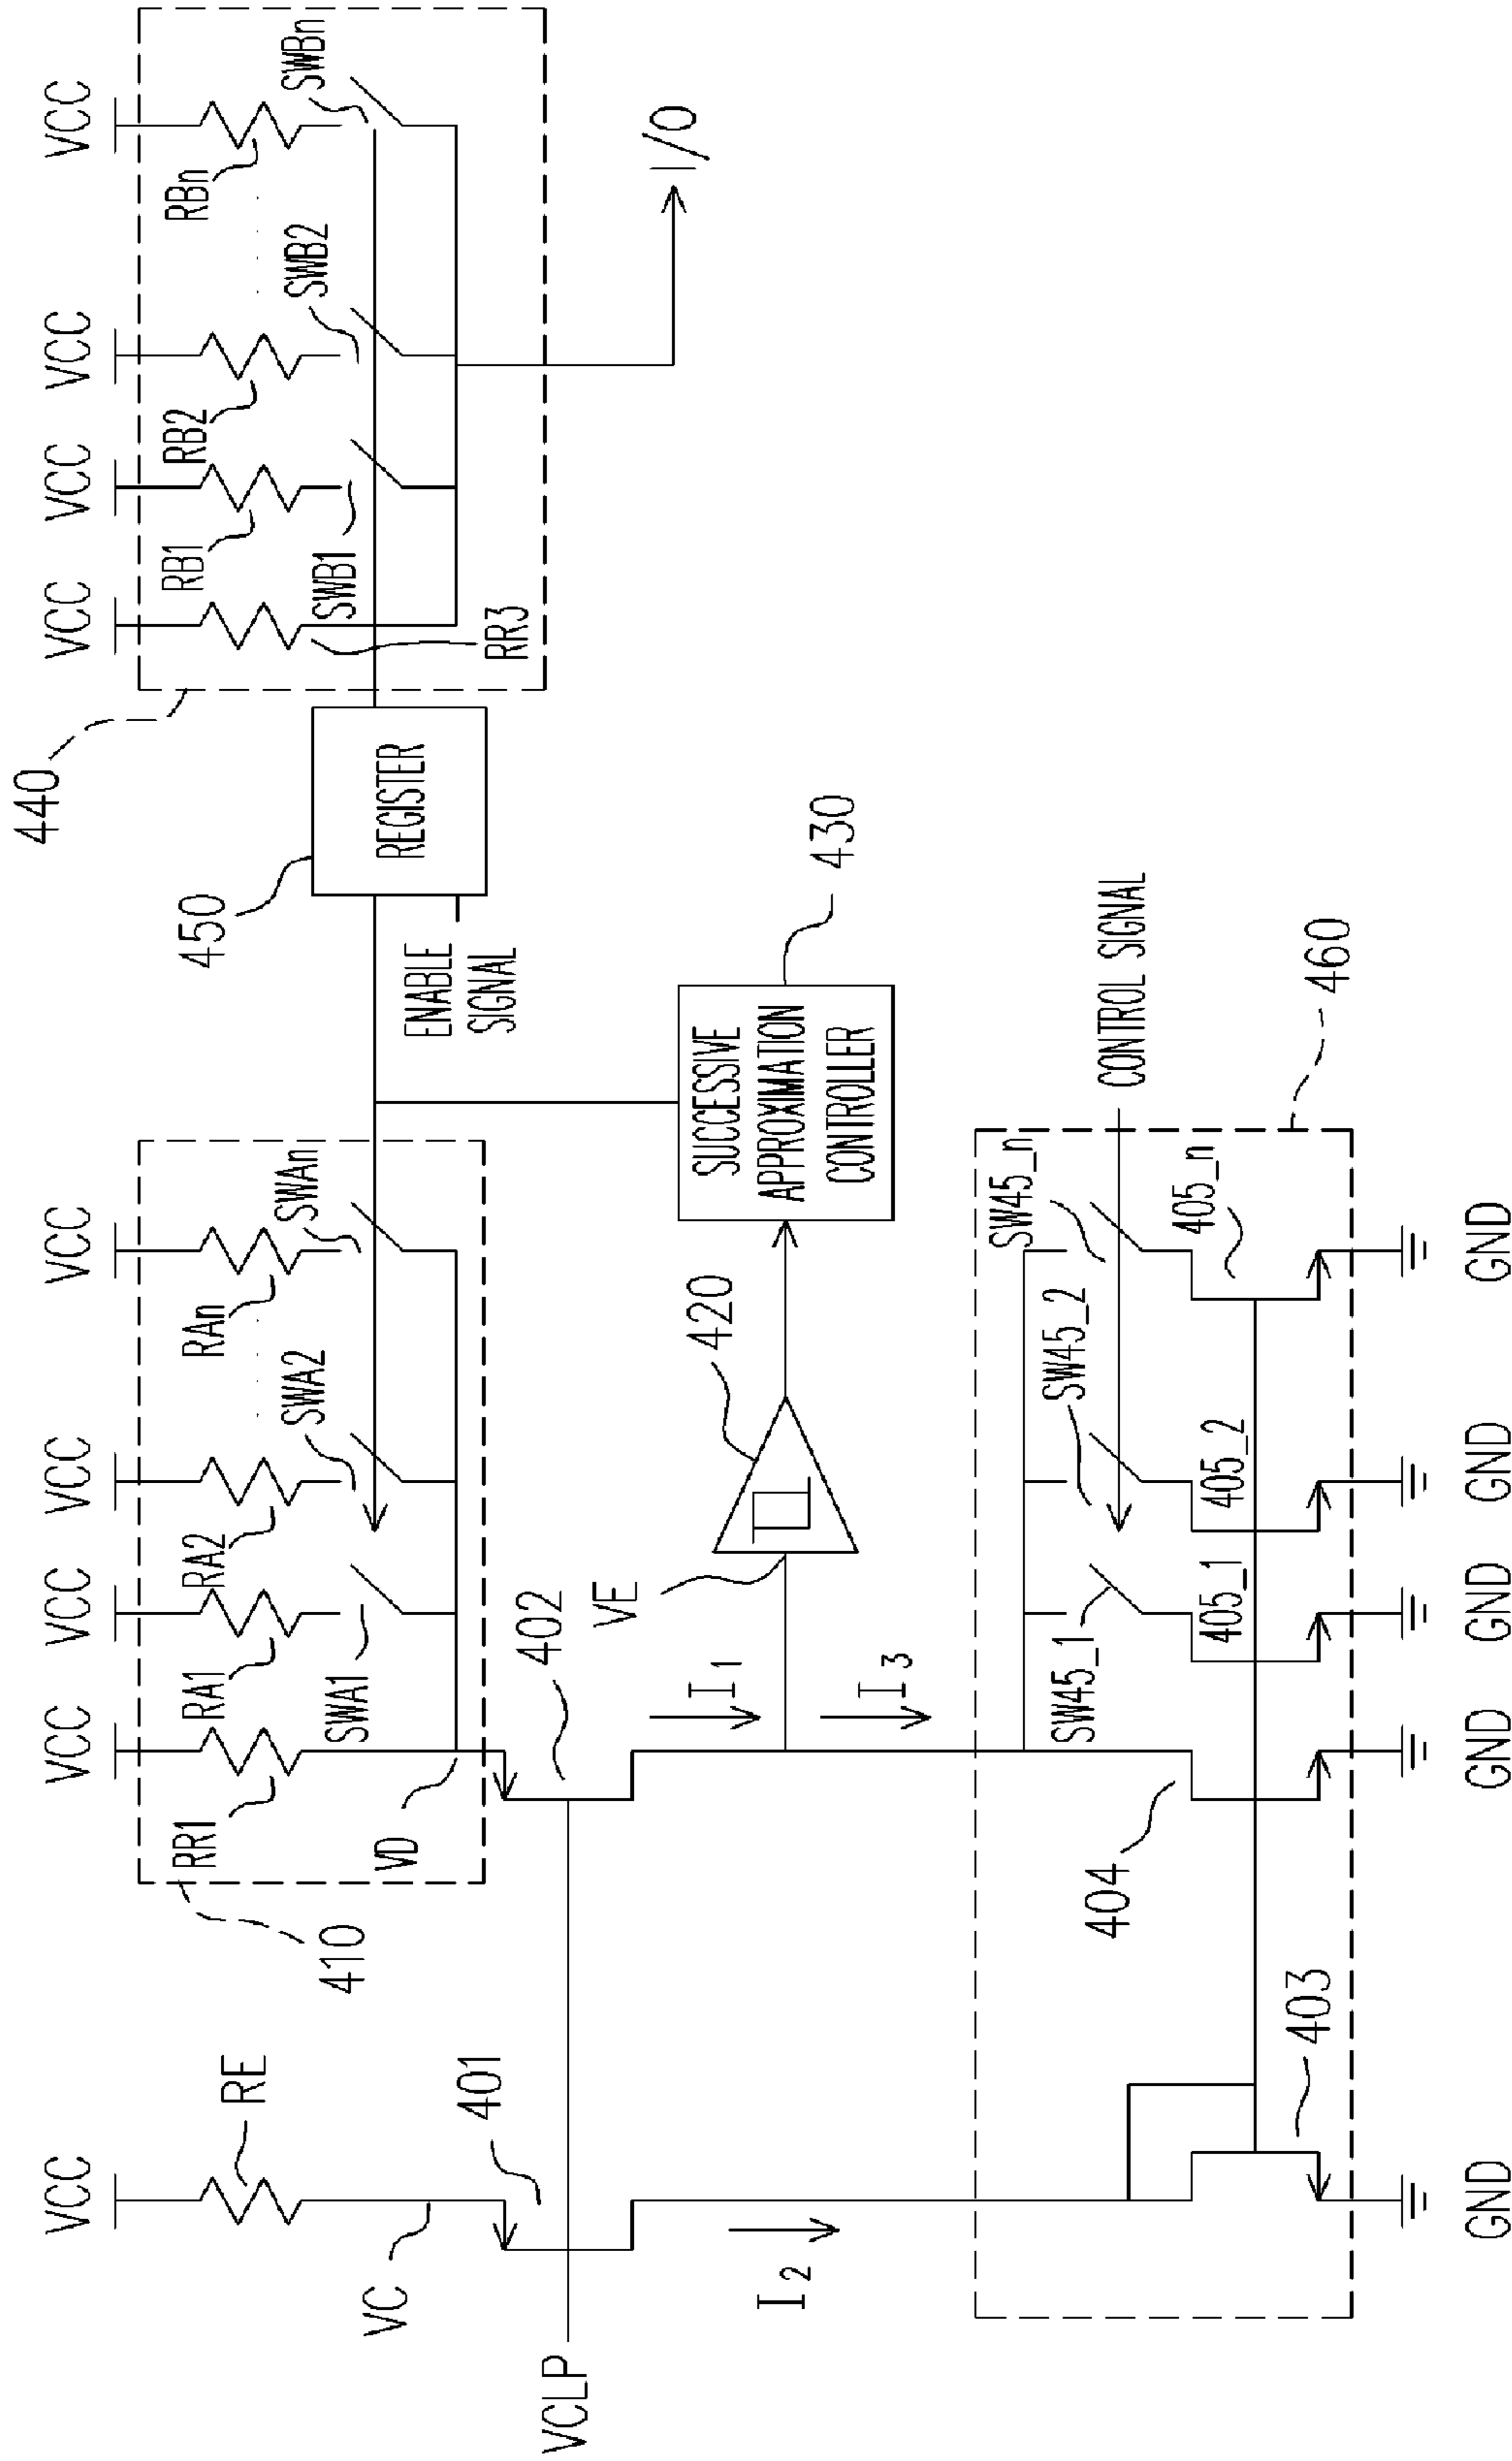 440
VCC
VCC
VCC
VCC
VCC
VCC
VCC
VCC
VCC
RE
RR1
RA1
RA2
RAn
450
RB1
RB2
RBn
410
SWA1
SWA2
SWAn
SWB1
SWB2
SWBn
VC
VD
REGISTER
ENABLE
SIGNAL
RR3
401
VCLP
402
VE
420
I/O
SUCCESSIVE
APPROXIMATION
CONTROLLER
430
I2
I1
I3
SW45_1
SW45_2
SW45_n
CONTROL SIGNAL
404
405_1
405_2
405_n
403
460
GND
GND
GND
GND
GND